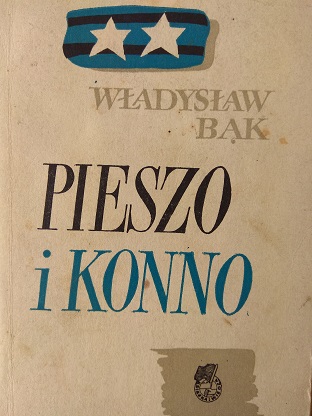 WŁADYSŁAW
BĄK
PIESZO
i KONNO